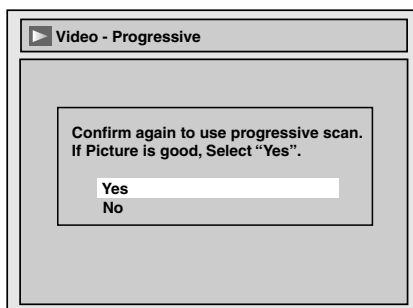 Video - Progressive
Confirm again to use progressive scan.
If Picture is good, Select “Yes”.
Yes
No